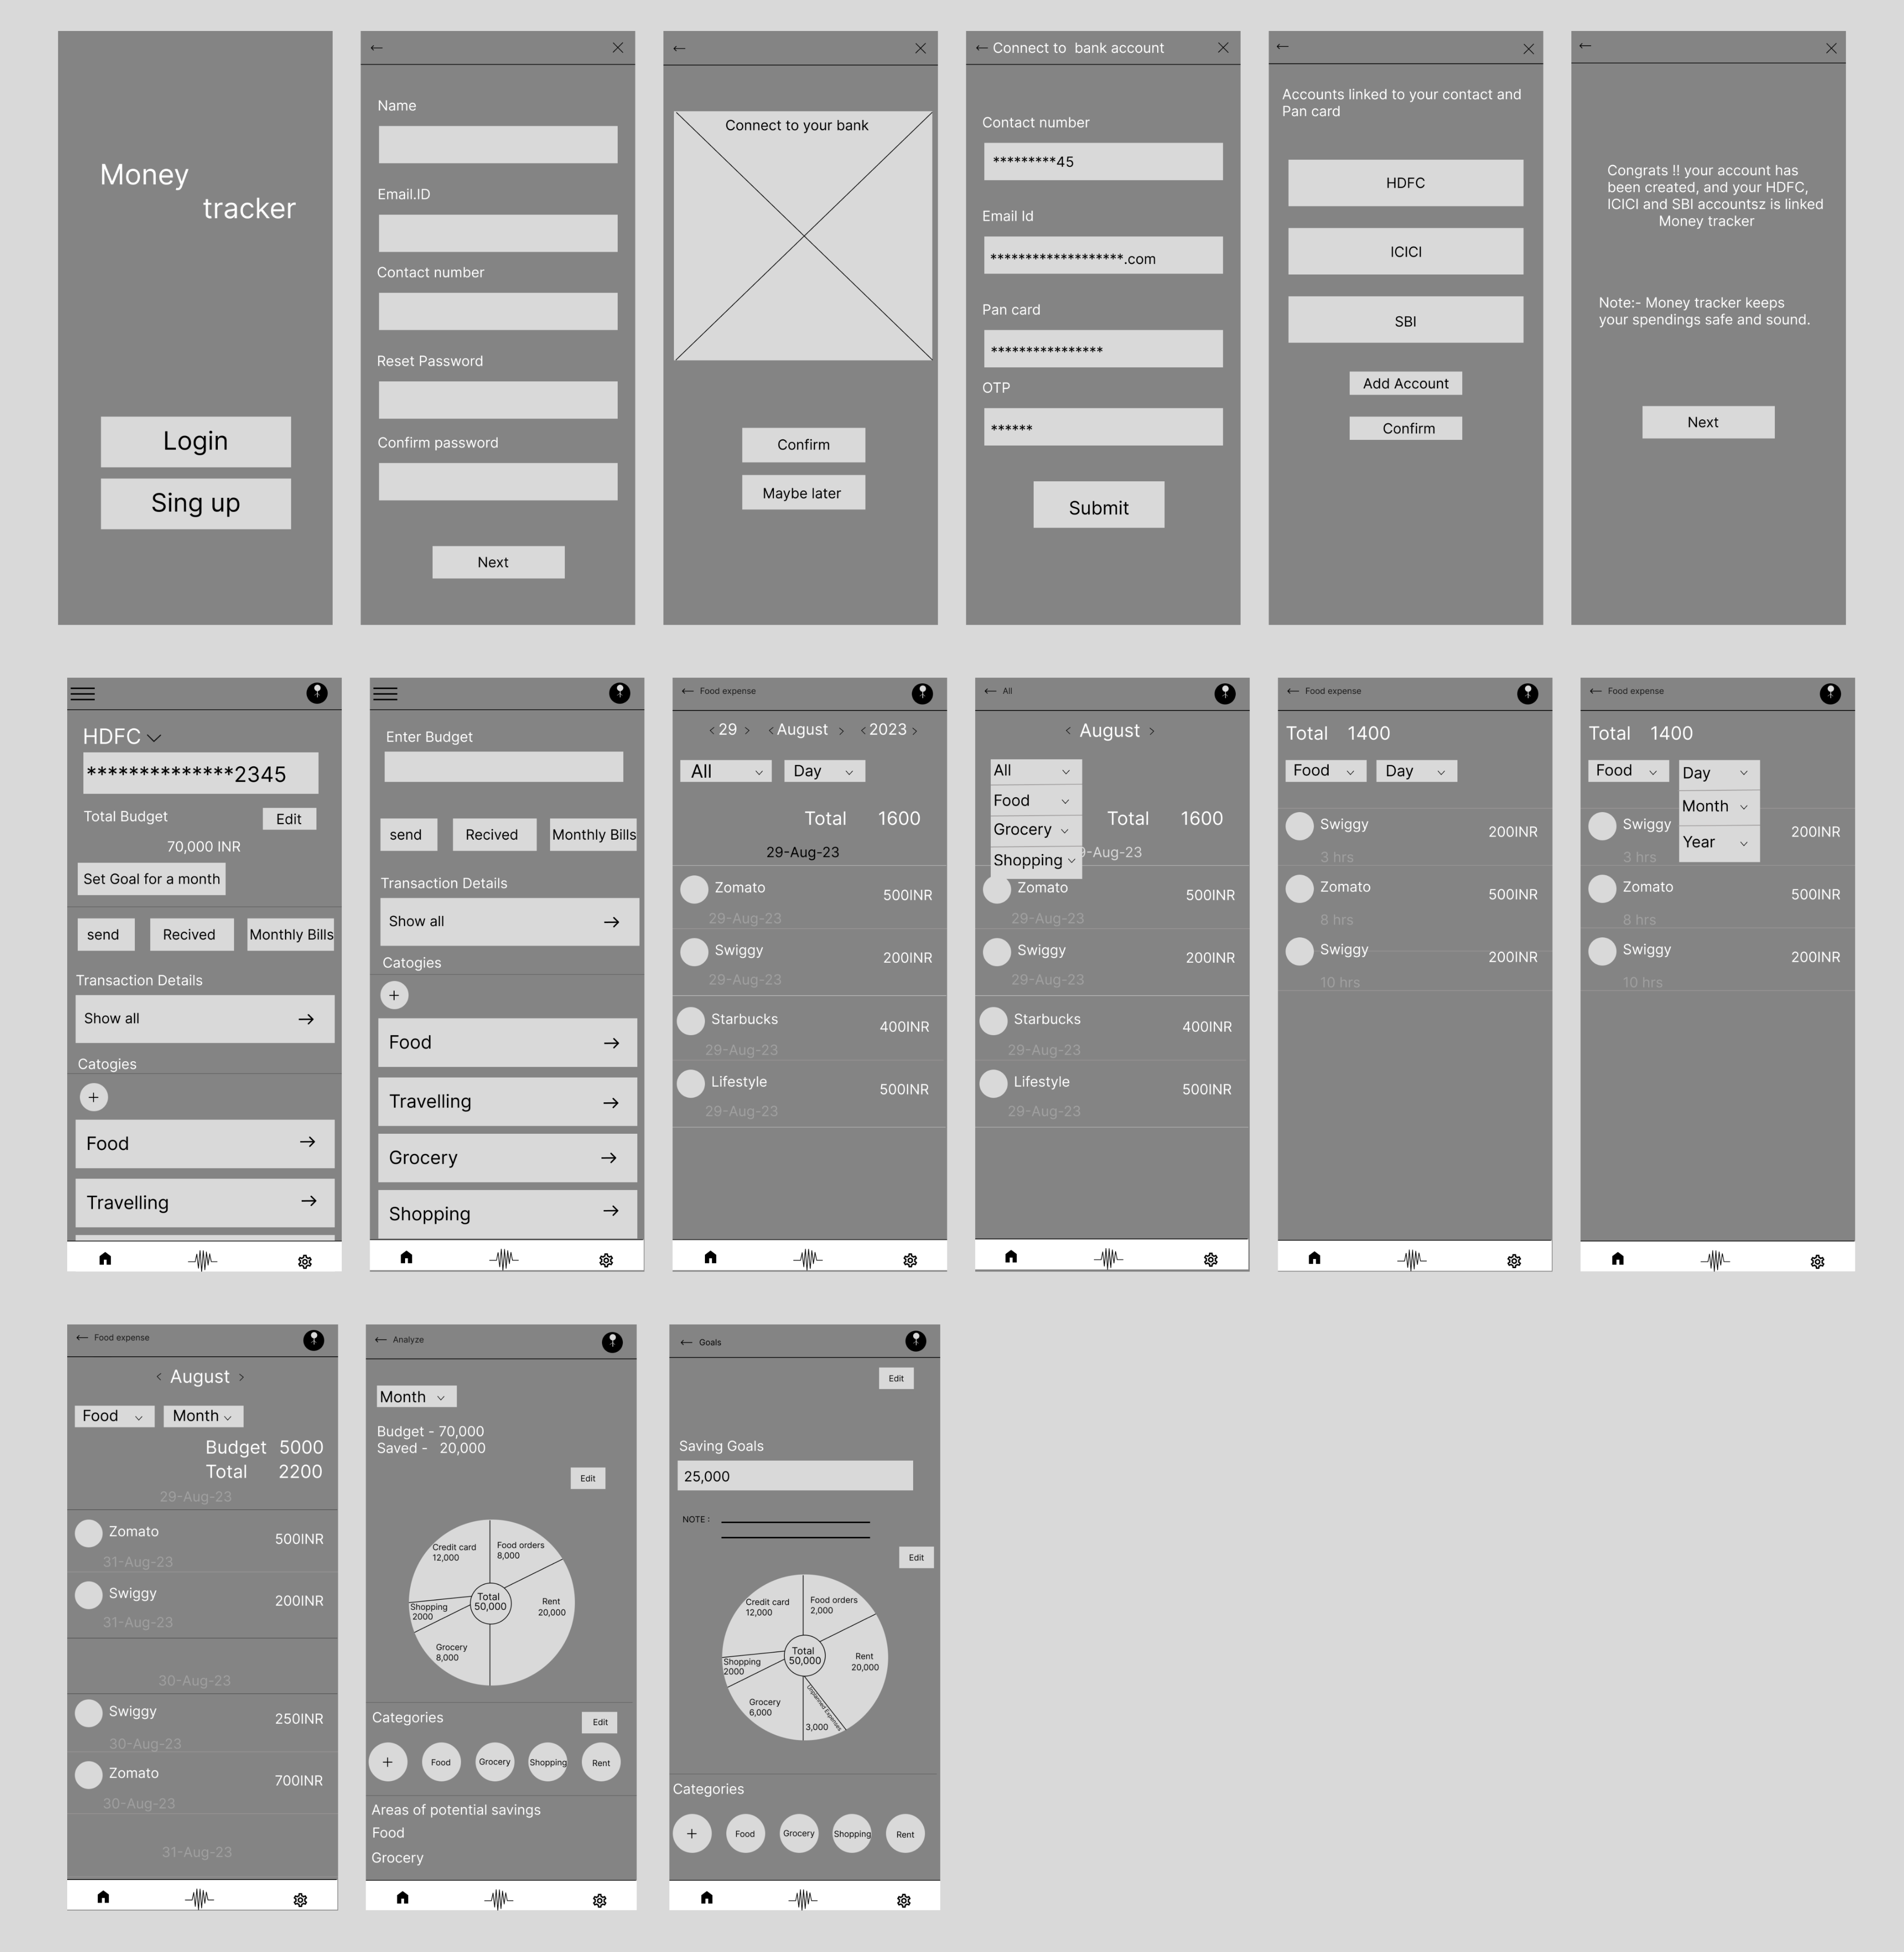 Money
tracker
Login
Sing up
Name
Email.ID
Contact number
Reset Password
Confirm password
Next
Connect to your bank
Confirm
Maybe later
Connect to bank account
Contact number
*********45
Email Id
*******************.com
Pan card
****************
OTP
******
Submit
Accounts linked to your contact and
Pan card
HDFC
ICICI
SBI
Add Account
Confirm
Congrats !! your account has
been created, and your HDFC,
ICICI and SBI accountsz is linked
Money tracker
Note:- Money tracker keeps
your spendings safe and sound.
Next
HDFC
**************2345
Total Budget
Edit
70,000 INR
Set Goal for a month
send Recived Monthly Bills
Transaction Details
Show all
Catogies
+
Food
Travelling
Enter Budget
send Recived Monthly Bills
Transaction Details
Show all
Catogies
+
Food
Travelling
Grocery
Shopping
Food expense
< 29 > < August > < 2023 >
All Day
Total 1600
29-Aug-23
Zomato 500INR
29-Aug-23
Swiggy 200INR
29-Aug-23
Starbucks 400INR
29-Aug-23
Lifestyle 500INR
29-Aug-23
All
< August >
All
Food
Grocery
Shopping
Total 1600
9-Aug-23
Zomato 500INR
29-Aug-23
Swiggy 200INR
29-Aug-23
Starbucks 400INR
29-Aug-23
Lifestyle 500INR
29-Aug-23
Food expense
Total 1400
Food Day
Swiggy 200INR
3 hrs
Zomato 500INR
8 hrs
Swiggy 200INR
10 hrs
Food expense
Total 1400
Food Day
Month
Year
Swiggy 200INR
3 hrs
Zomato 500INR
8 hrs
Swiggy 200INR
10 hrs
Food expense
< August >
Food Month
Budget 5000
Total 2200
29-Aug-23
Zomato 500INR
31-Aug-23
Swiggy 200INR
31-Aug-23
30-Aug-23
Swiggy 250INR
30-Aug-23
Zomato 700INR
30-Aug-23
31-Aug-23
Analyze
Month
Budget - 70,000
Saved - 20,000
Edit
Credit card
12,000
Food orders
8,000
Total
50,000
Rent
20,000
Shopping
2000
Grocery
8,000
Categories
Edit
+ Food Grocery Shopping Rent
Areas of potential savings
Food
Grocery
Goals
Edit
Saving Goals
25,000
NOTE :
Edit
Credit card
12,000
Food orders
2,000
Total
50,000
Rent
20,000
Shopping
2000
Grocery
6,000
Unplanned Expenses
3,000
Categories
+ Food Grocery Shopping Rent